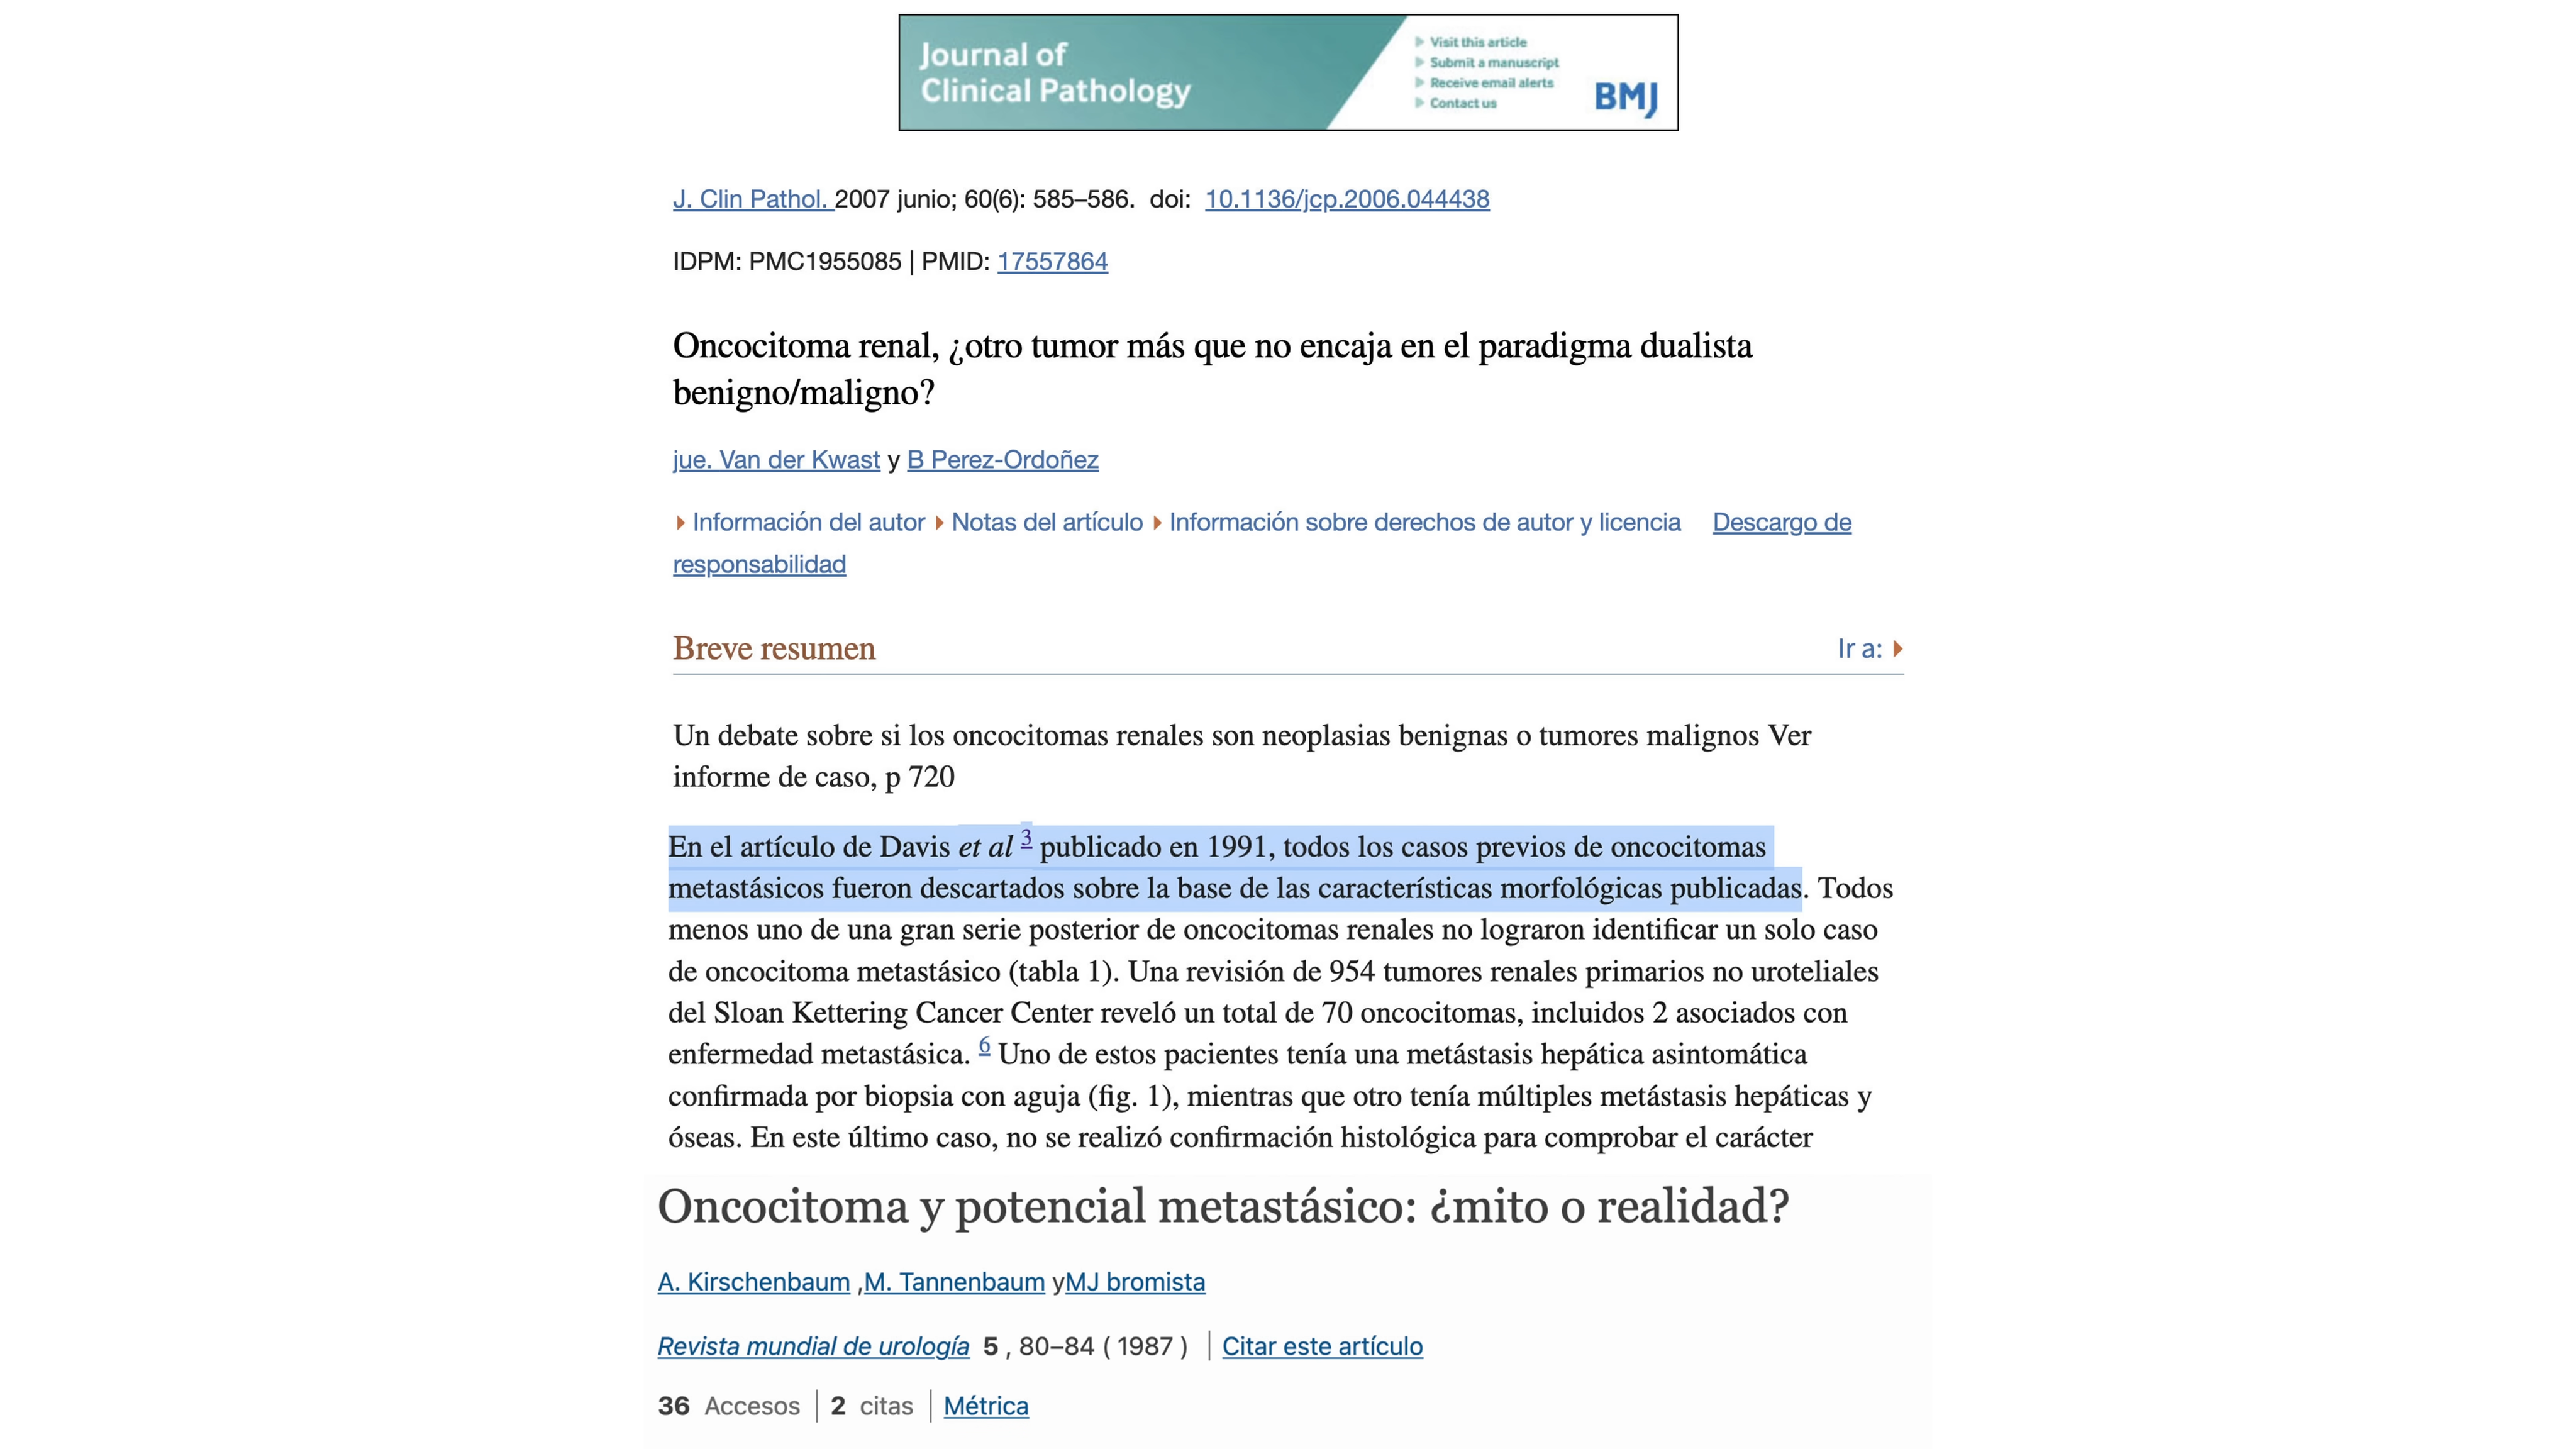 Journal of
Clinical Pathology
Visit this article
Submit a manuscript
Receive email alerts
Contact us
BMJ
J. Clin Pathol. 2007 junio; 60(6): 585–586. doi: 10.1136/jcp.2006.044438
IDPM: PMC1955085 | PMID: 17557864
Oncocitoma renal, ¿otro tumor más que no encaja en el paradigma dualista
benigno/maligno?
jue. Van der Kwast y B Perez-Ordoñez
Información del autor Notas del artículo Información sobre derechos de autor y licencia Descargo de
responsabilidad
Breve resumen Ir a:
Un debate sobre si los oncocitomas renales son neoplasias benignas o tumores malignos Ver
informe de caso, p 720
En el artículo de Davis et al 3 publicado en 1991, todos los casos previos de oncocitomas
metastásicos fueron descartados sobre la base de las características morfológicas publicadas. Todos
menos uno de una gran serie posterior de oncocitomas renales no lograron identificar un solo caso
de oncocitoma metastásico (tabla 1). Una revisión de 954 tumores renales primarios no uroteliales
del Sloan Kettering Cancer Center reveló un total de 70 oncocitomas, incluidos 2 asociados con
enfermedad metastásica. 6 Uno de estos pacientes tenía una metástasis hepática asintomática
confirmada por biopsia con aguja (fig. 1), mientras que otro tenía múltiples metástasis hepáticas y
óseas. En este último caso, no se realizó confirmación histológica para comprobar el carácter
Oncocitoma y potencial metastásico: ¿mito o realidad?
A. Kirschenbaum ,M. Tannenbaum yMJ bromista
Revista mundial de urología 5 , 80–84 ( 1987 ) | Citar este artículo
36 Accesos | 2 citas | Métrica